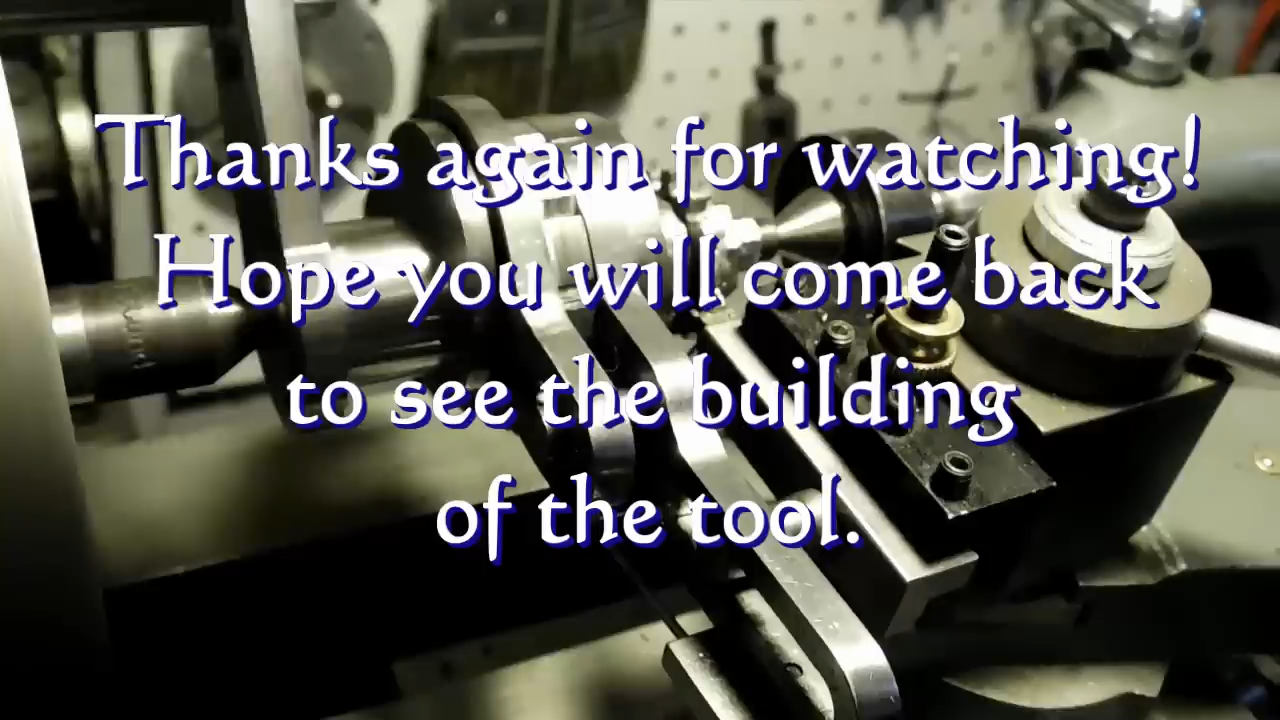 Thanks again for watching!
Hope you will come back
to see the building
of the tool.